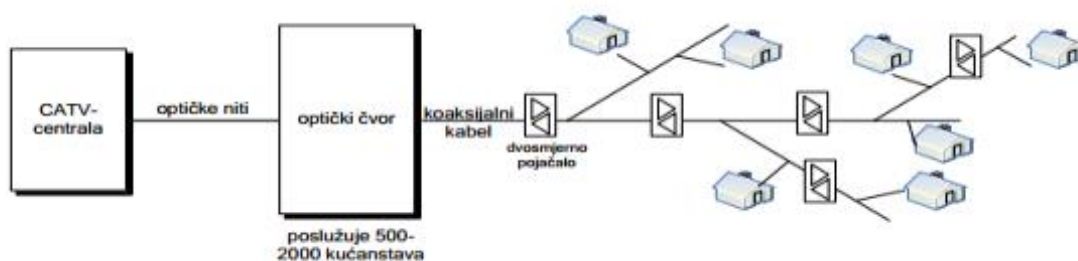 CATV-
centrala
optičke niti
optički čvor
poslužuje 500-
2000 kućanstava
koaksijalni
kabel
dvosmjerno
pojačalo